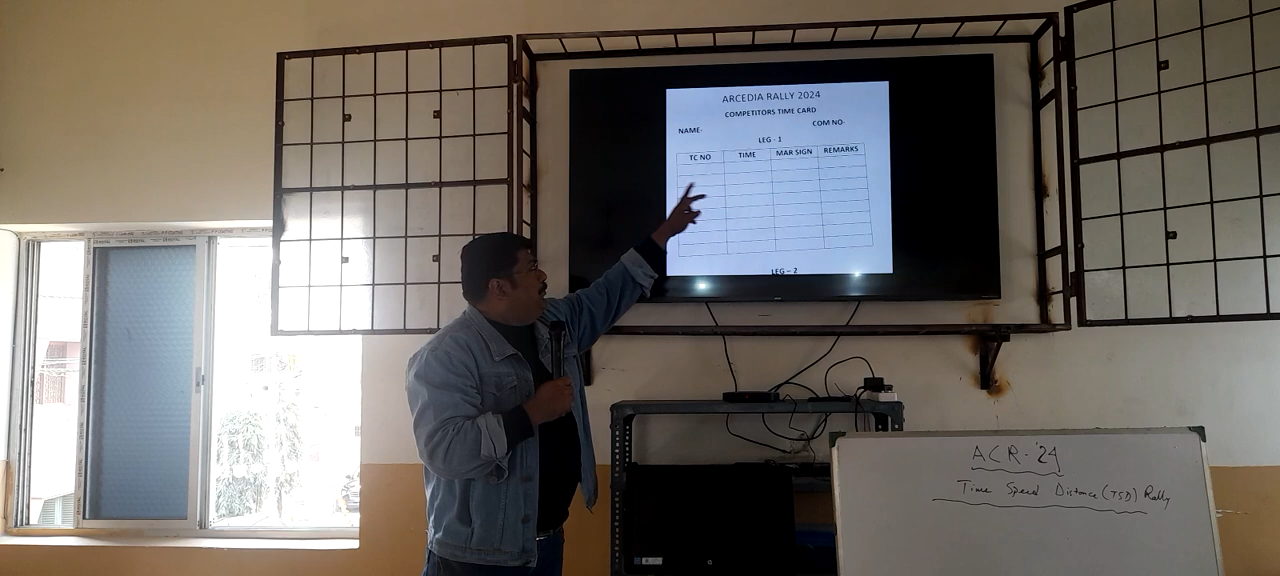 ARCEDIA RALLY 2024
COMPETITORS TIME CARD
NAME-
COM NO-
LEG - 1
TC NO TIME MAR SIGN REMARKS
LEG – 2
ACR-'24
Time Speed Distance (TSD) Rally